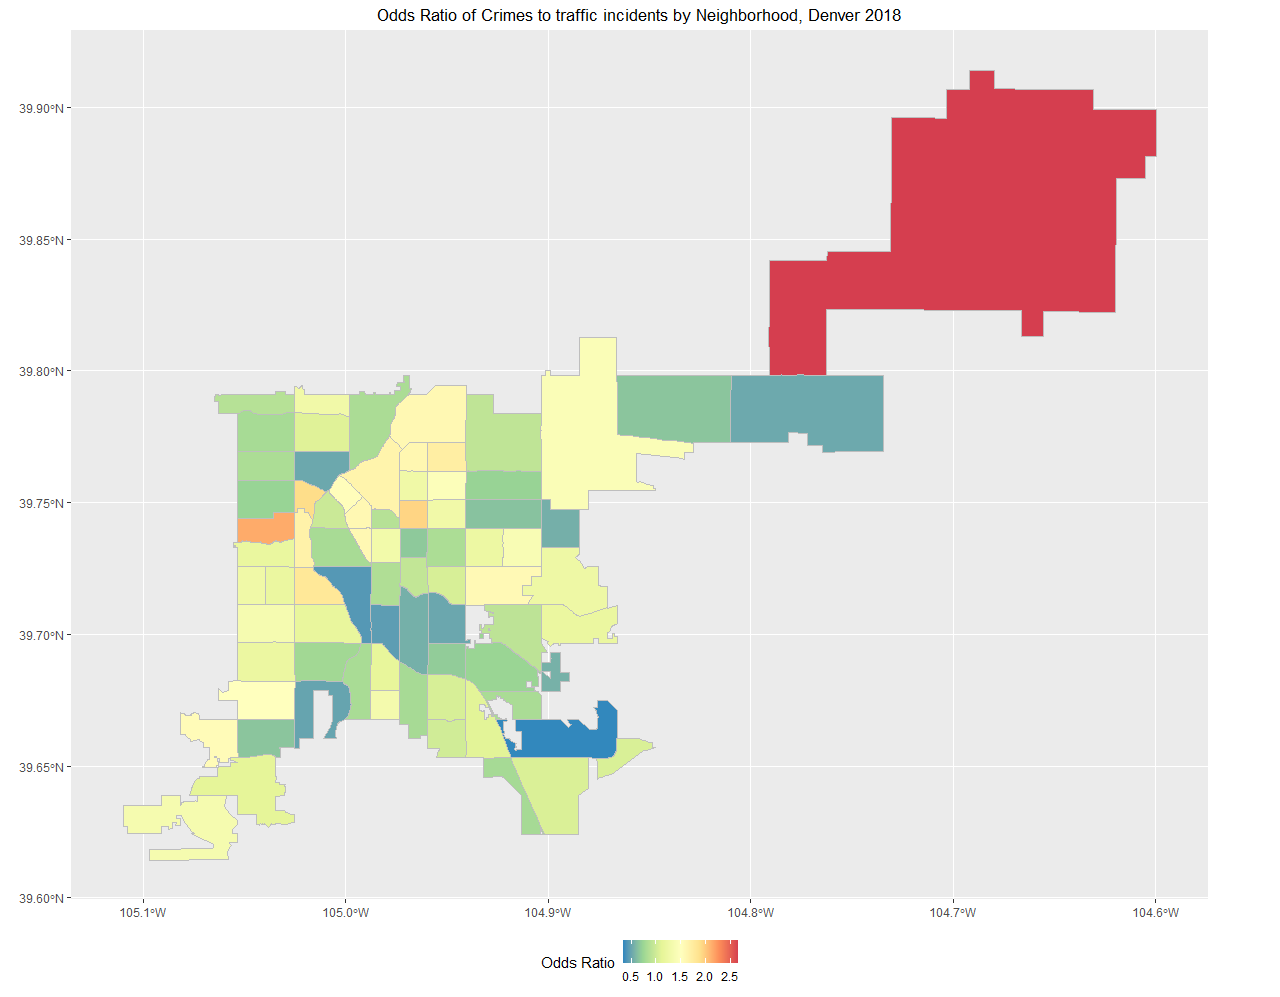 Odds Ratio of Crimes to traffic incidents by Neighborhood, Denver 2018
39.90°N
39.85°N
39.80°N
39.75°N
39.70°N
39.65°N
39.60°N
105.1°W 105.0°W 104.9°W 104.8°W 104.7°W 104.6°W
Odds Ratio
0.5 1.0 1.5 2.0 2.5